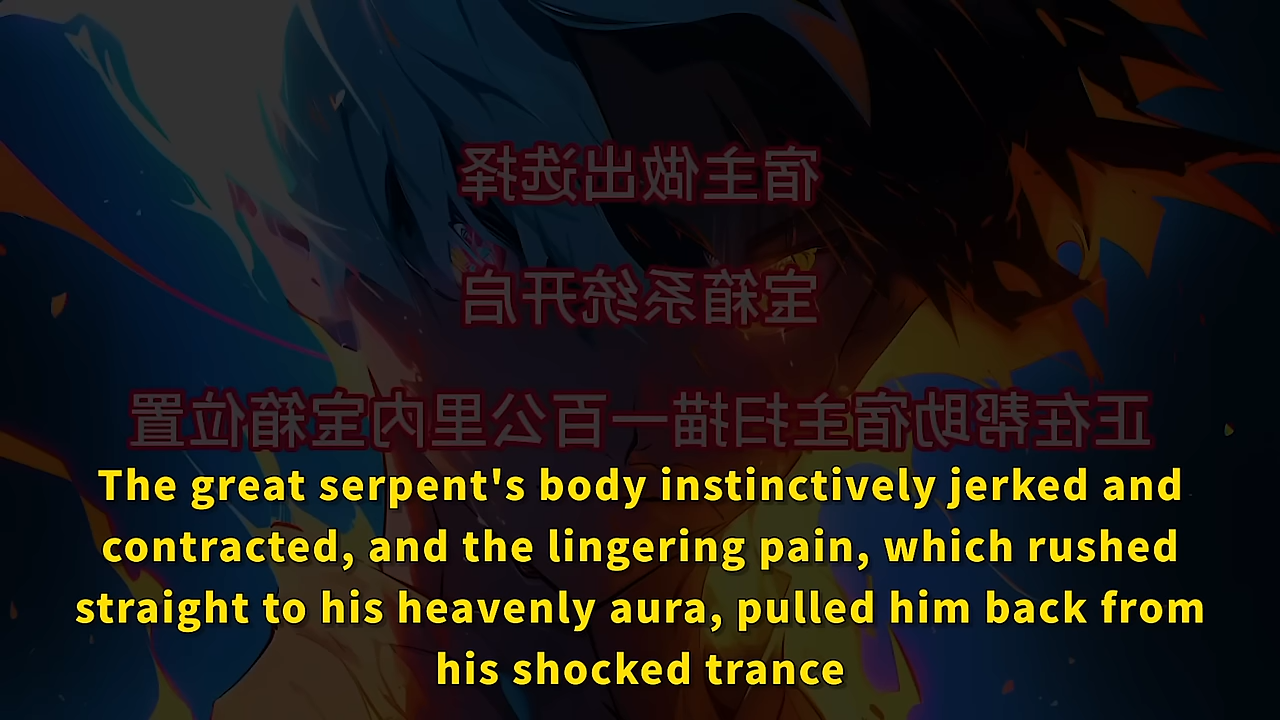 宿主做出选择
宝箱系统开启
正在帮助宿主扫描一百公里内宝箱位置
The great serpent's body instinctively jerked and
contracted, and the lingering pain, which rushed
straight to his heavenly aura, pulled him back from
his shocked trance